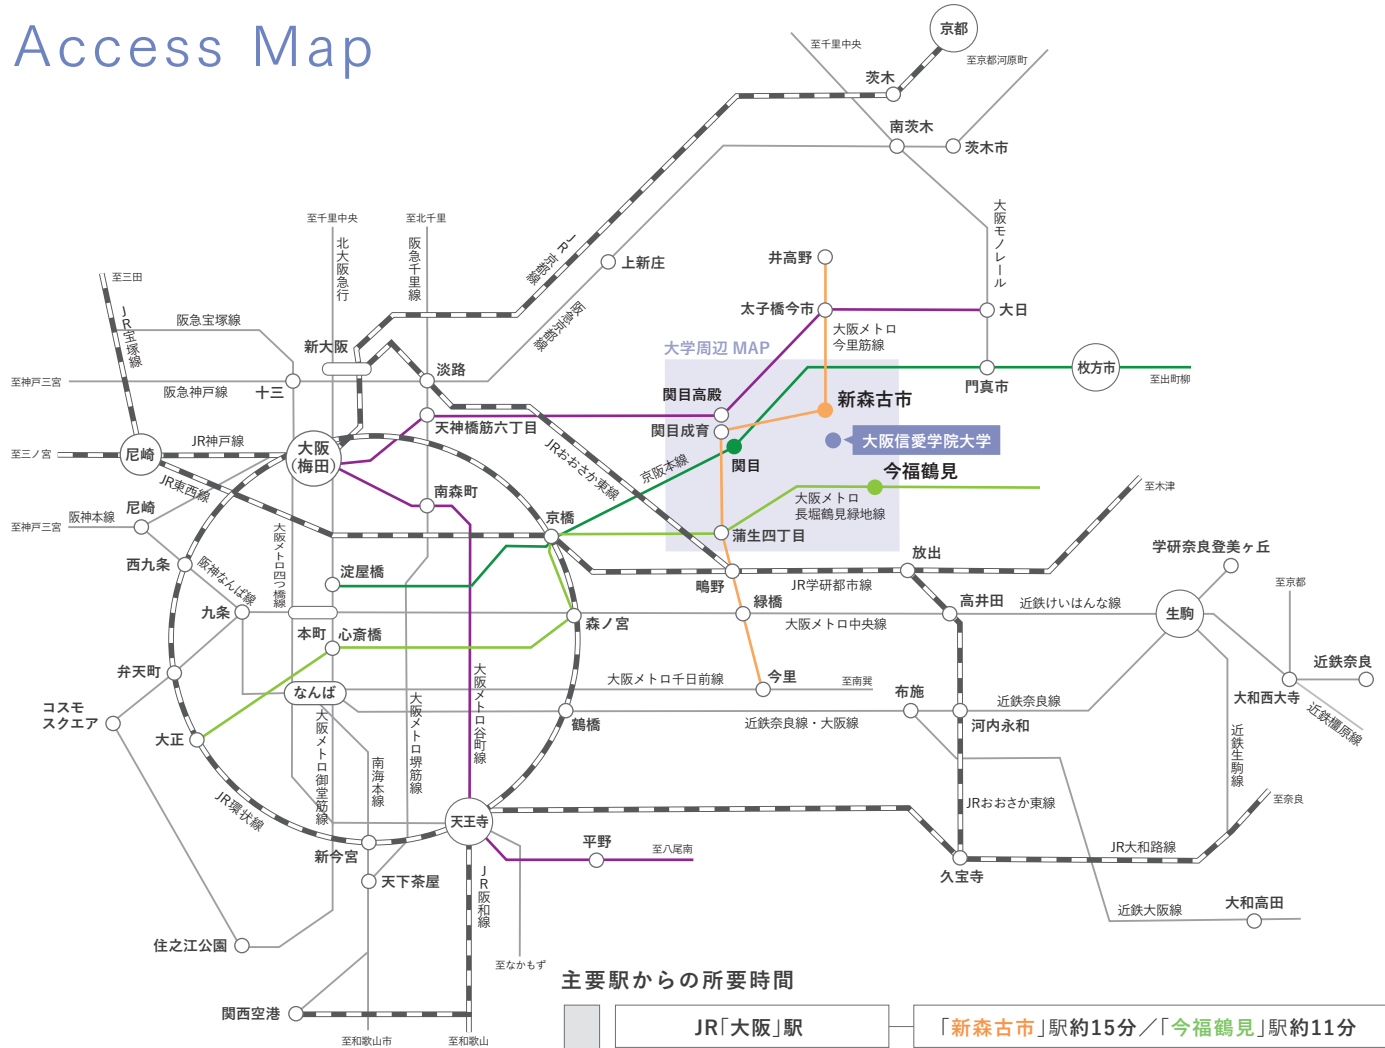 Access Map
京都
至千里中央
至京都河原町
茨木
南茨木
茨木市
大阪モノレール
至千里中央
至北千里
北大阪急行
阪急千里線
JR京都線
上新庄
阪急京都線
井高野
至三田
JR宝塚線
阪急宝塚線
太子橋今市
大日
大阪メトロ
今里筋線
新大阪
大学周辺 MAP
淡路
門真市
枚方市
至出町柳
至神戸三宮
阪急神戸線
十三
関目高殿
新森古市
天神橋筋六丁目
関目成育
大阪信愛学院大学
JR神戸線
大阪
(梅田)
至三ノ宮
尼崎
JRおおさか東線
京阪本線
関目
今福鶴見
JR東西線
南森町
大阪メトロ
長堀鶴見緑地線
至木津
尼崎
至神戸三宮
阪神本線
京橋
蒲生四丁目
大阪メトロ四つ橋線
西九条
阪神なんば線
淀屋橋
鴫野
JR学研都市線
放出
学研奈良登美ヶ丘
至京都
九条
緑橋
高井田
近鉄けいはんな線
生駒
本町
心斎橋
森ノ宮
大阪メトロ中央線
弁天町
大阪メトロ谷町線
大阪メトロ千日前線
今里
至南巽
近鉄奈良
なんば
大和西大寺
コスモ
スクエア
大阪メトロ堺筋線
布施
近鉄奈良線
近鉄橿原線
大正
大阪メトロ御堂筋線
鶴橋
近鉄奈良線・大阪線
河内永和
近鉄生駒線
南海本線
JR環状線
天王寺
JRおおさか東線
至奈良
新今宮
平野
至八尾南
JR大和路線
天下茶屋
JR阪和線
久宝寺
大和高田
近鉄大阪線
住之江公園
至なかもず
関西空港
至和歌山市
至和歌山
主要駅からの所要時間
JR「大阪」駅
「新森古市」駅約15分／「今福鶴見」駅約11分